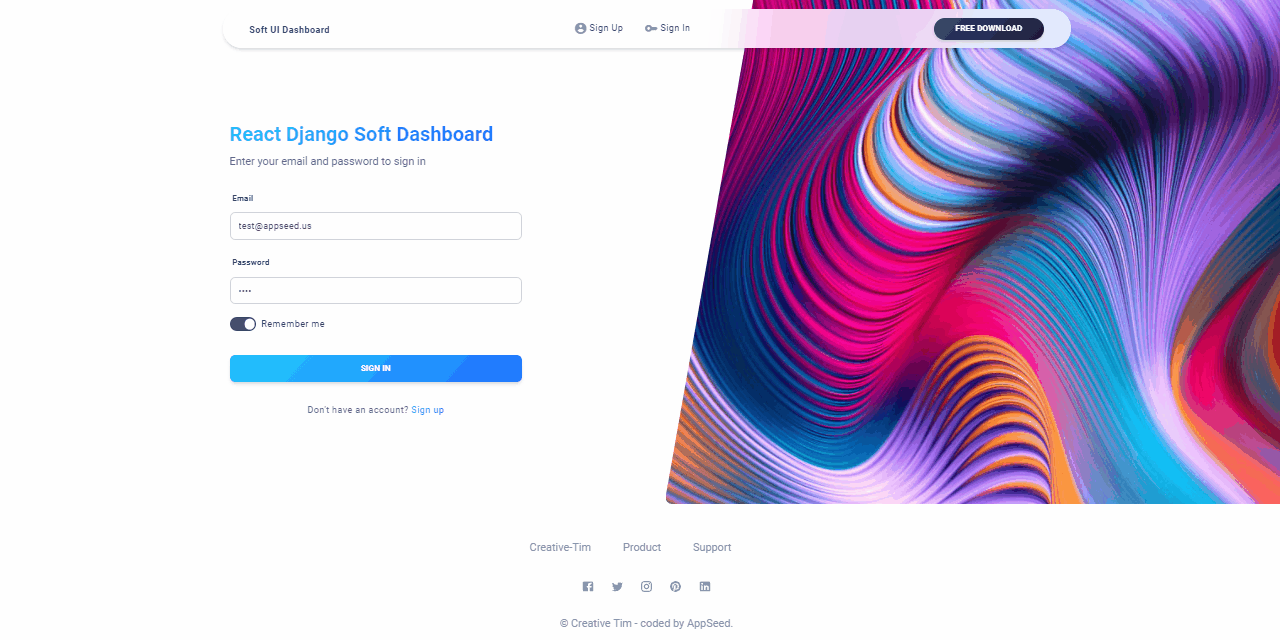 Soft UI Dashboard
Sign Up
Sign In
FREE DOWNLOAD
React Django Soft Dashboard
Enter your email and password to sign in
Email
test@appseed.us
Password
••••
Remember me
SIGN IN
Don't have an account? Sign up
Creative-Tim
Product
Support
© Creative Tim - coded by AppSeed.